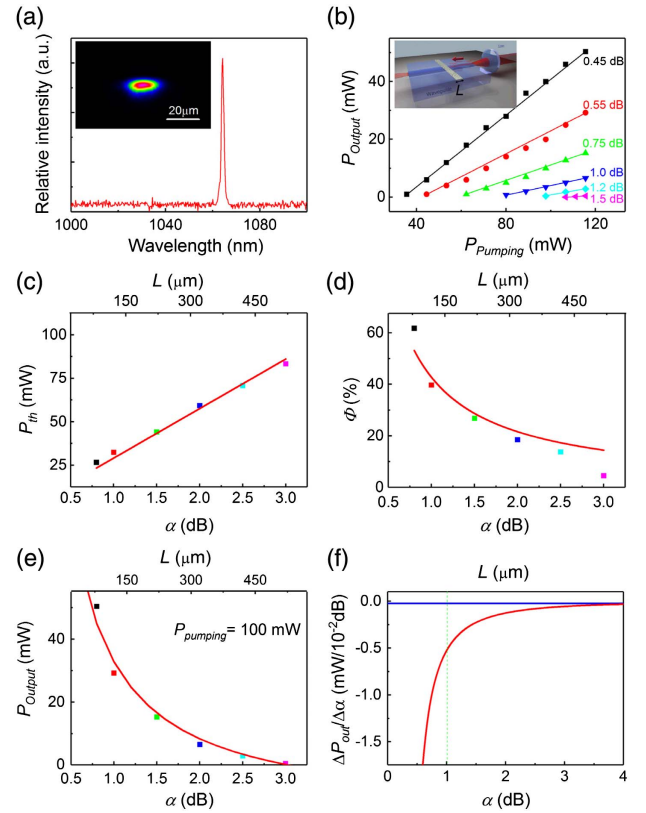 (a)
Relative intensity (a.u.)
20μm
1000 1040 1080
Wavelength (nm)
(b)
P_Output (mW)
40
20
0
L
0.45 dB
0.55 dB
0.75 dB
1.0 dB
1.2 dB
1.5 dB
40 60 80 100 120
P_Pumping (mW)
(c)
L (μm)
150 300 450
P_th (mW)
100
75
50
25
0.5 1.0 1.5 2.0 2.5 3.0
α (dB)
(d)
L (μm)
150 300 450
Φ (%)
60
40
20
0
0.5 1.0 1.5 2.0 2.5 3.0
α (dB)
(e)
L (μm)
150 300 450
P_Output (mW)
40
20
0
P_pumping= 100 mW
0.5 1.0 1.5 2.0 2.5 3.0
α (dB)
(f)
L (μm)
ΔP_out/Δα (mW/10⁻²dB)
0.0
-0.5
-1.0
-1.5
0 1 2 3 4
α (dB)